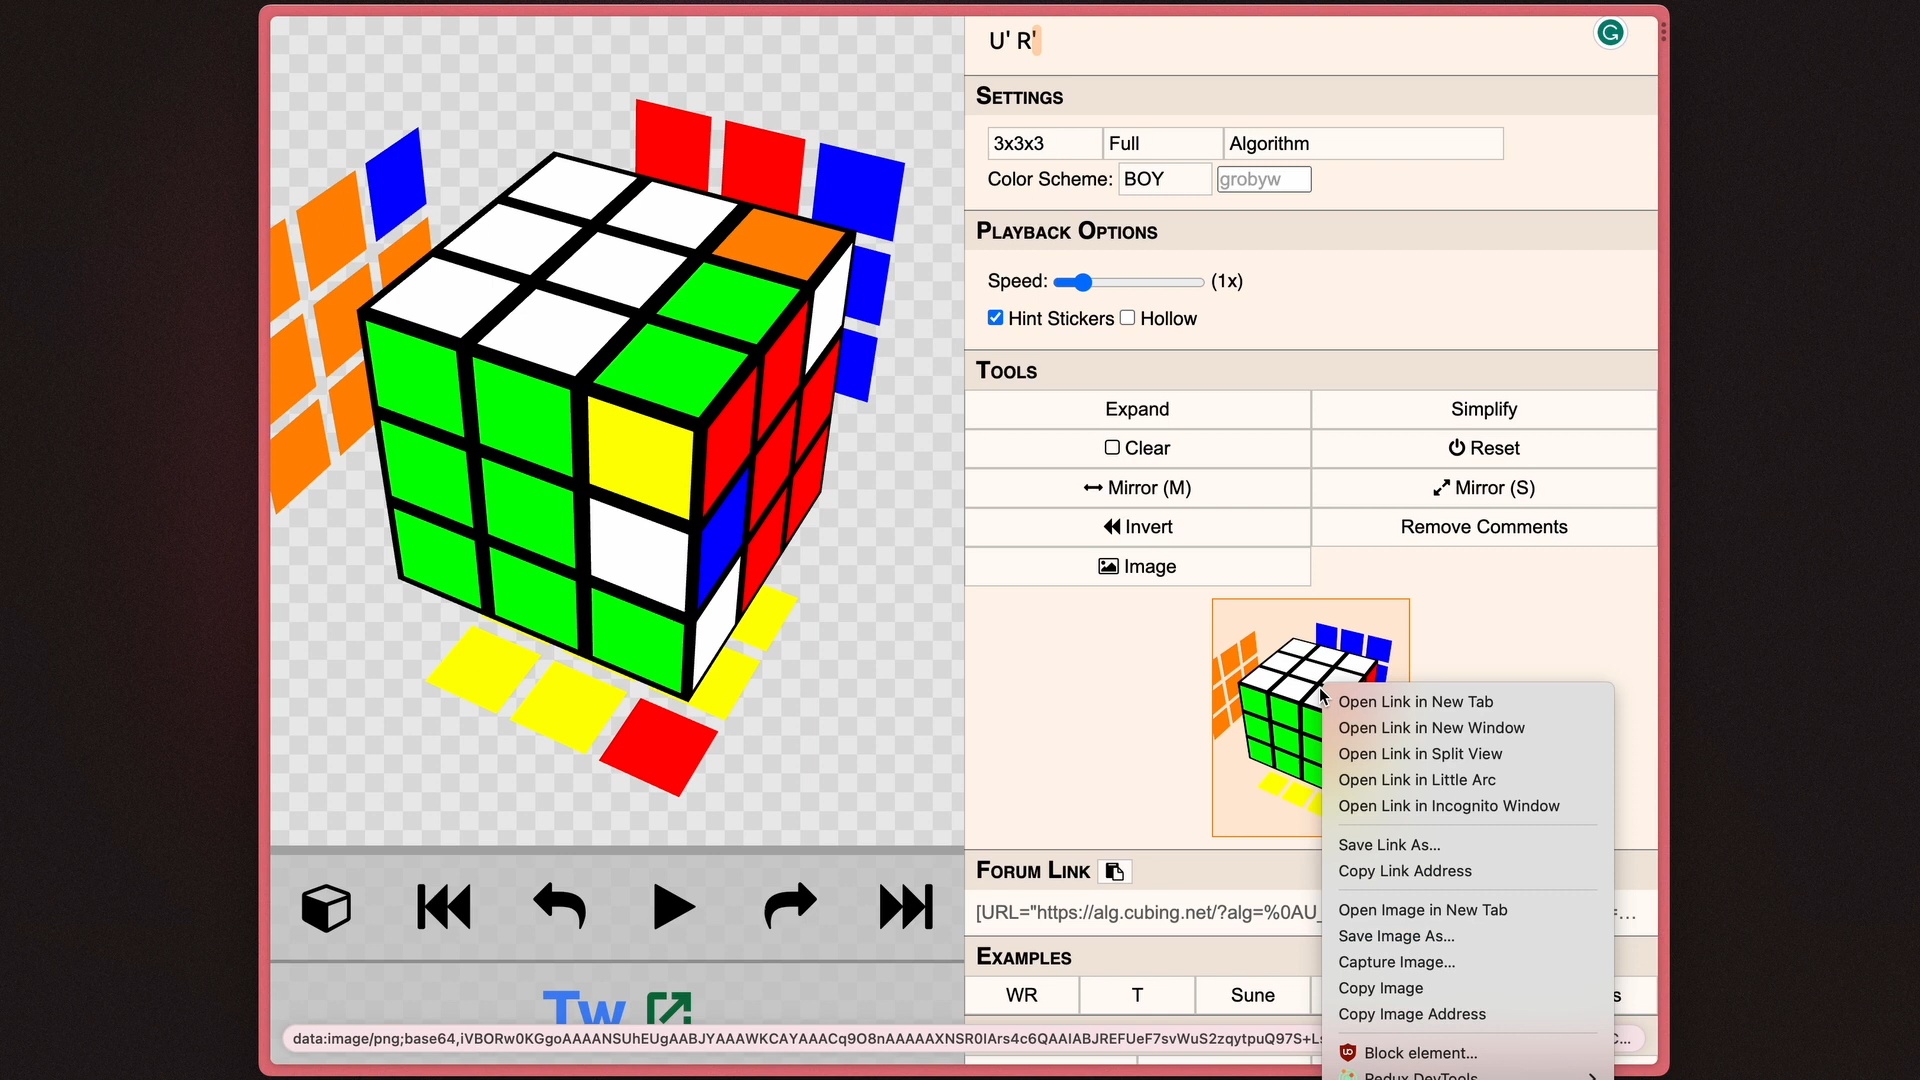 U' R'
SETTINGS
3x3x3 Full Algorithm
Color Scheme: BOY grobyw
PLAYBACK OPTIONS
Speed: (1x)
Hint Stickers Hollow
TOOLS
Expand Simplify
Clear Reset
Mirror (M) Mirror (S)
Invert Remove Comments
Image
Open Link in New Tab
Open Link in New Window
Open Link in Split View
Open Link in Little Arc
Open Link in Incognito Window
Save Link As...
Copy Link Address
Open Image in New Tab
Save Image As...
Capture Image...
Copy Image
Copy Image Address
Block element...
Redux DevTools
FORUM LINK
[URL="https://alg.cubing.net/?alg=%0AU_
EXAMPLES
WR T Sune s
Tw
data:image/png;base64,iVBORw0KGgoAAAANSUhEUgAABJYAAAWKCAYAAACq9O8nAAAAAXNSR0IArs4c6QAAIABJREFUeF7svWuS2zqytpuQ97S+L